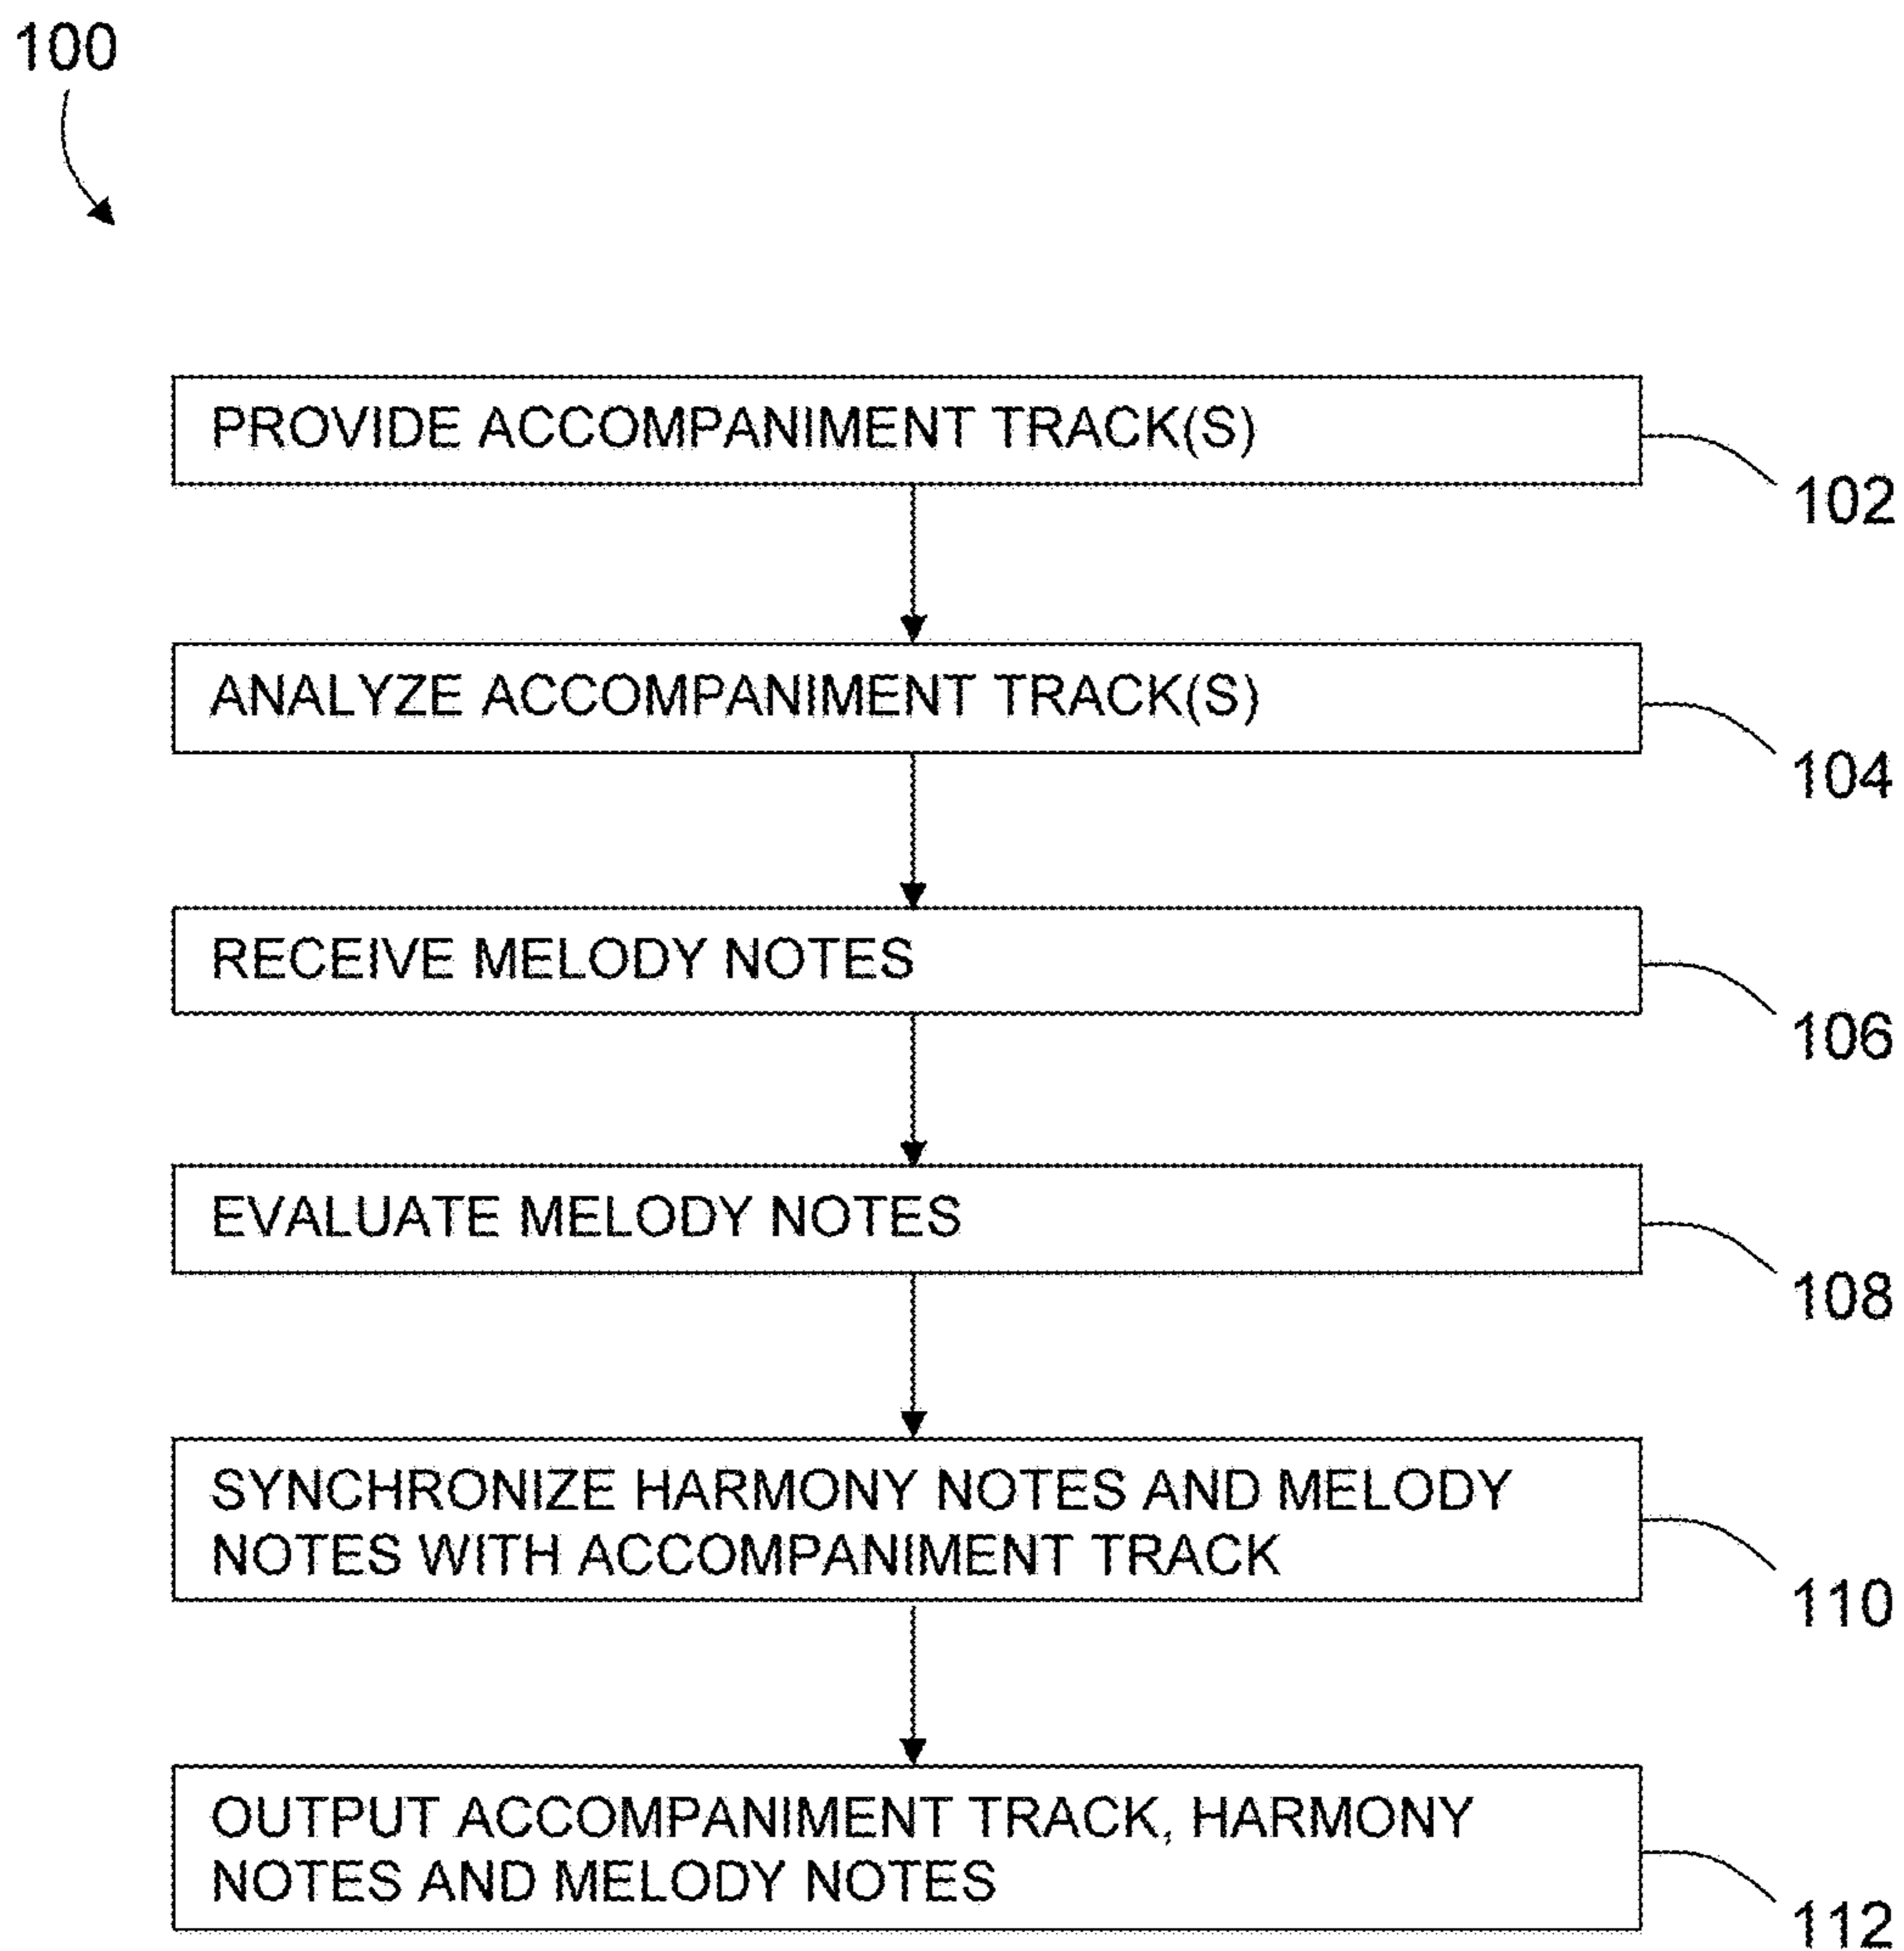 100
PROVIDE ACCOMPANIMENT TRACK(S)
102
ANALYZE ACCOMPANIMENT TRACK(S)
104
RECEIVE MELODY NOTES
106
EVALUATE MELODY NOTES
108
SYNCHRONIZE HARMONY NOTES AND MELODY
NOTES WITH ACCOMPANIMENT TRACK
110
OUTPUT ACCOMPANIMENT TRACK, HARMONY
NOTES AND MELODY NOTES
112